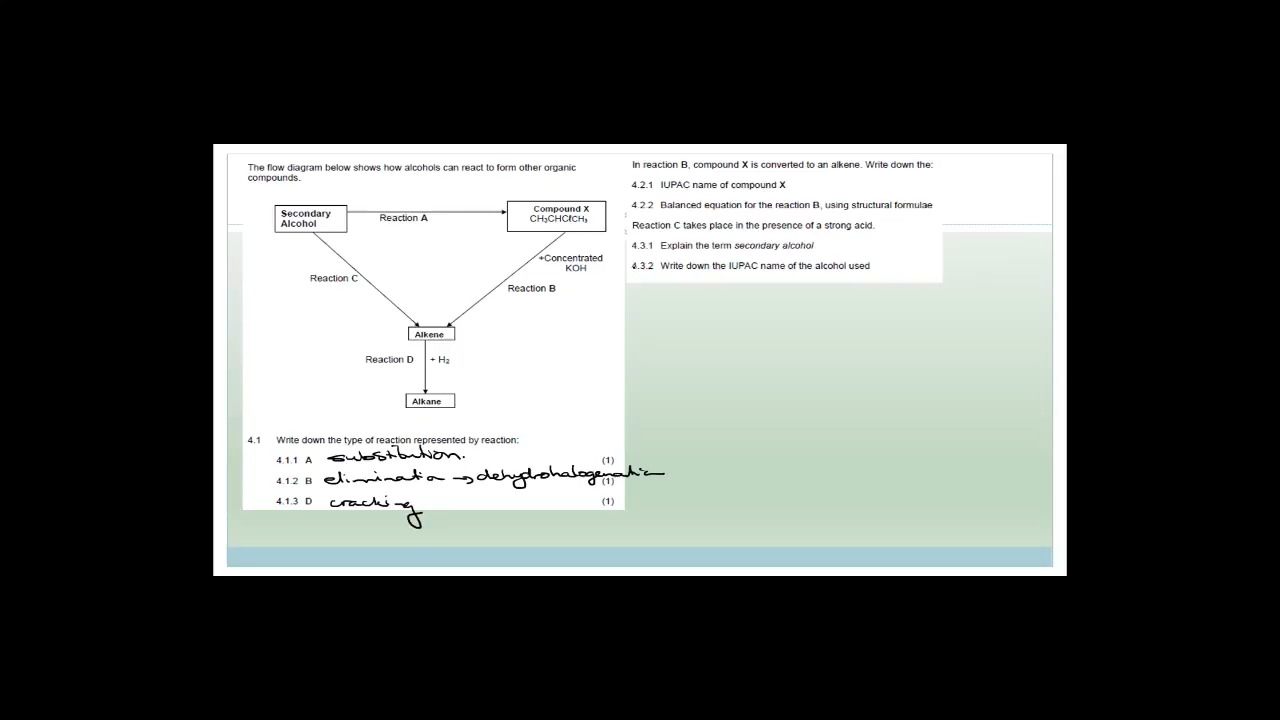 The flow diagram below shows how alcohols can react to form other organic
compounds.
Secondary
Alcohol
Reaction A
Compound X
CH₃CHCℓCH₃
+Concentrated
KOH
Reaction C
Reaction B
Alkene
Reaction D
+ H₂
Alkane
4.1 Write down the type of reaction represented by reaction:
4.1.1 A substitution. (1)
4.1.2 B elimination → dehydrohalogenation (1)
4.1.3 D cracking (1)
In reaction B, compound X is converted to an alkene. Write down the:
4.2.1 IUPAC name of compound X
4.2.2 Balanced equation for the reaction B, using structural formulae
Reaction C takes place in the presence of a strong acid.
4.3.1 Explain the term secondary alcohol
4.3.2 Write down the IUPAC name of the alcohol used